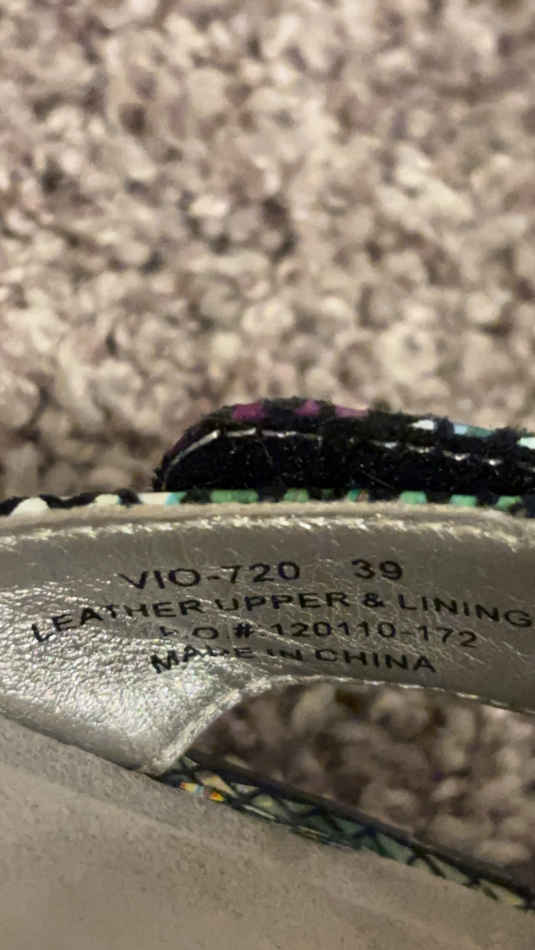 VIO-720 39
LEATHER UPPER & LINING
P.O # 120110-172
MADE IN CHINA